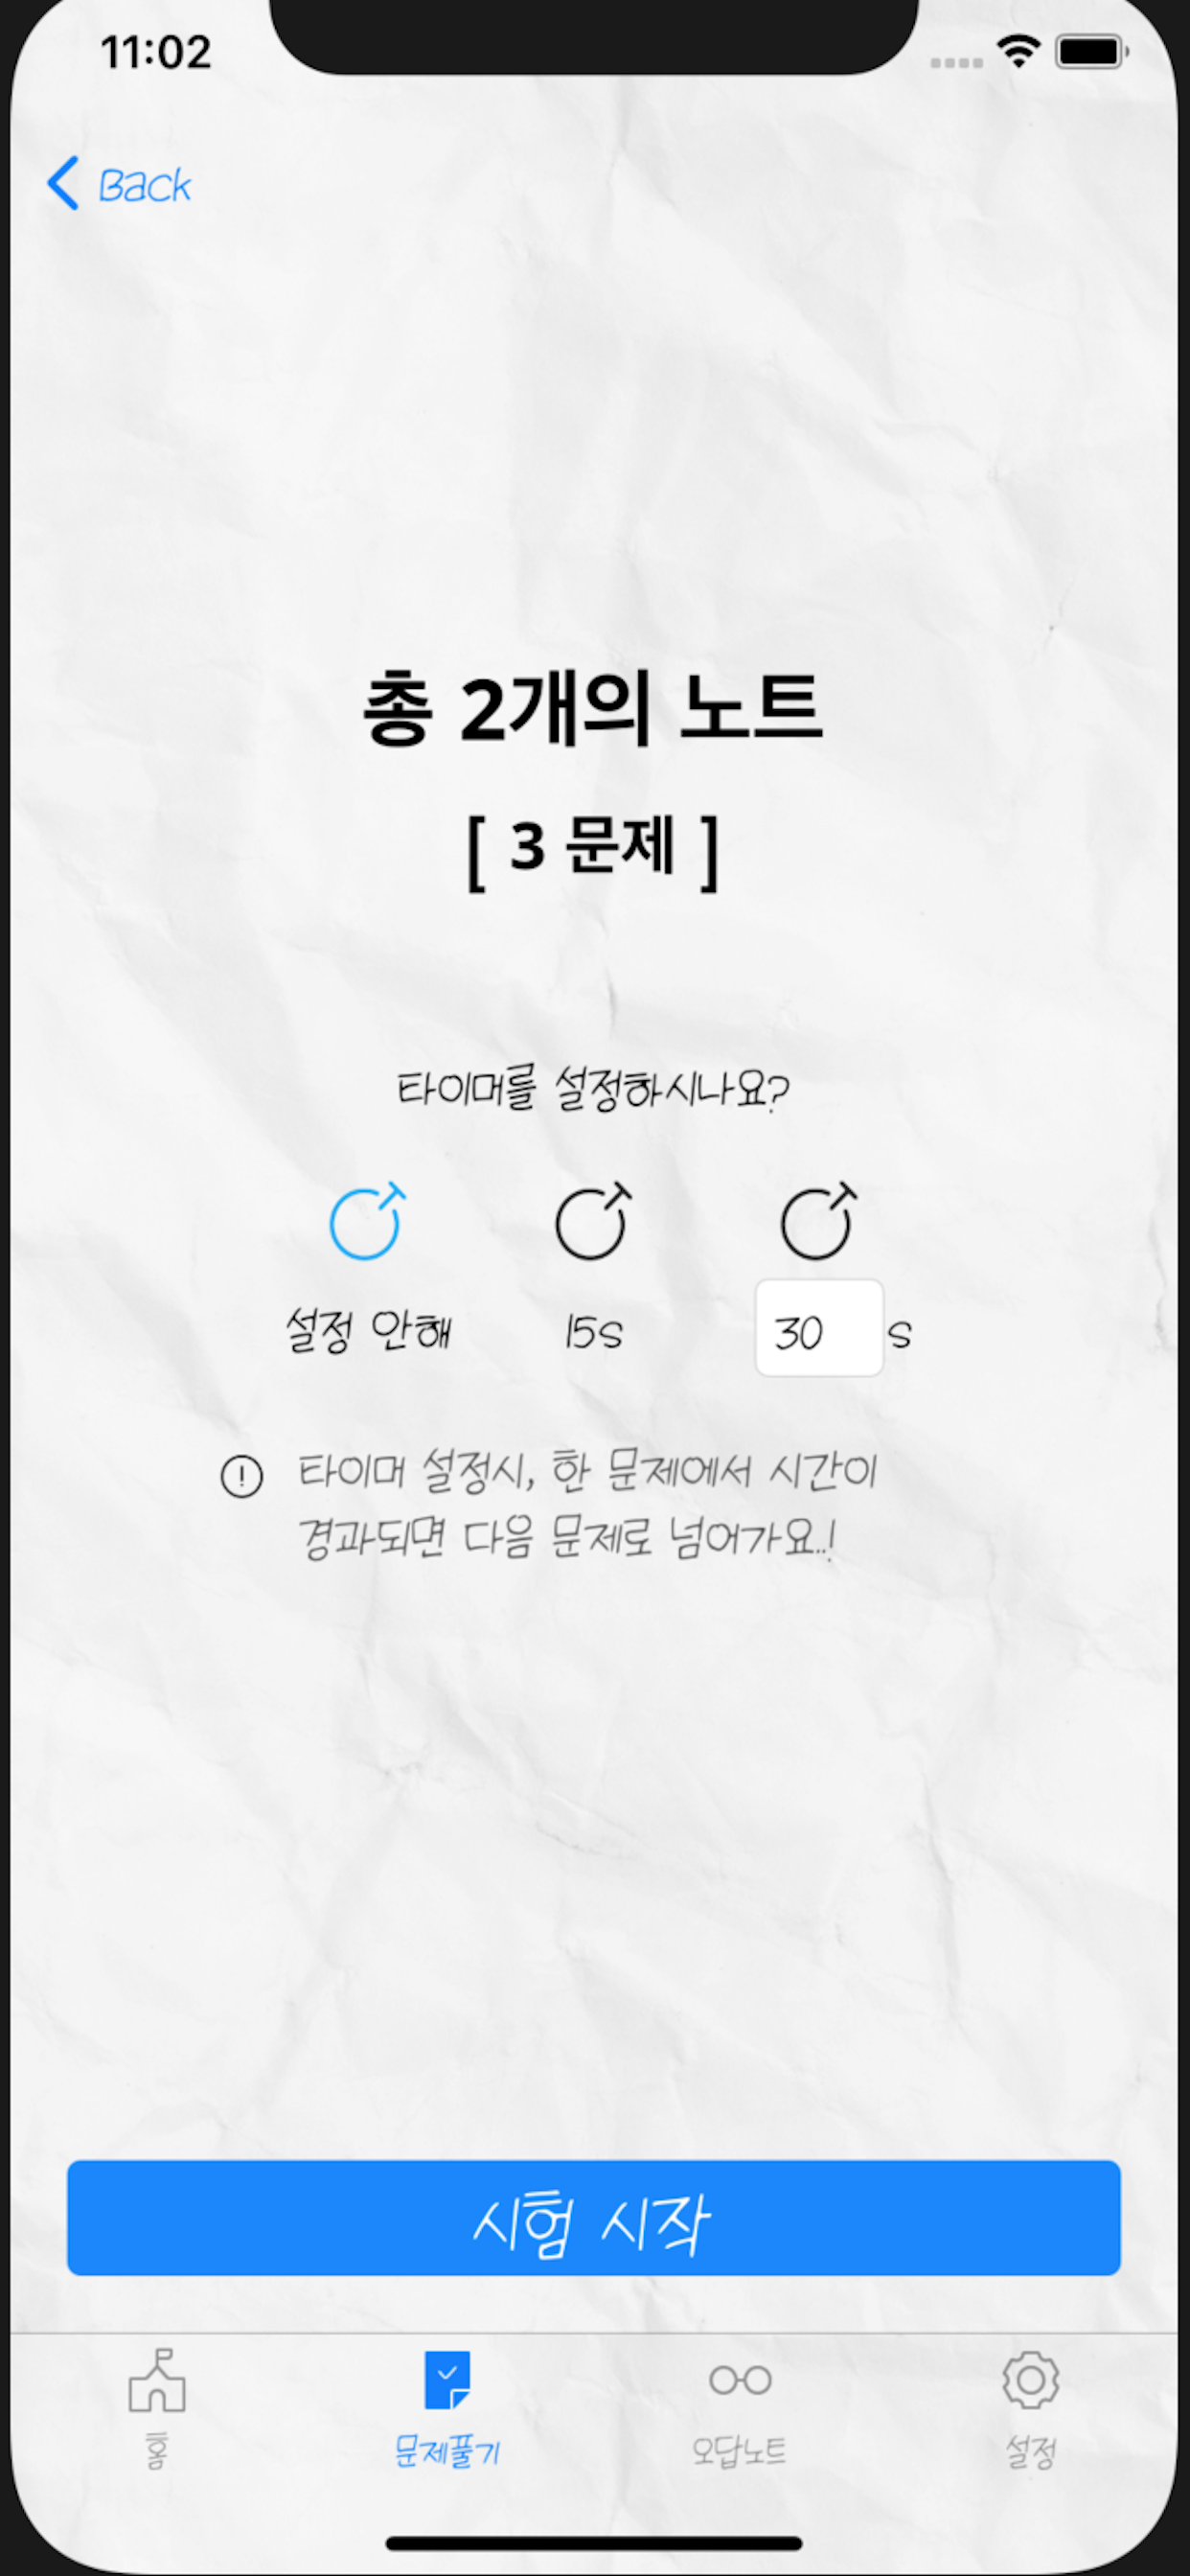 11:02
Back
총 2개의 노트
[ 3 문제 ]
타이머를 설정하시나요?
설정 안해 15s 30 s
타이머 설정시, 한 문제에서 시간이
경과되면 다음 문제로 넘어가요..!
시험 시작
홈 문제풀기 오답노트 설정